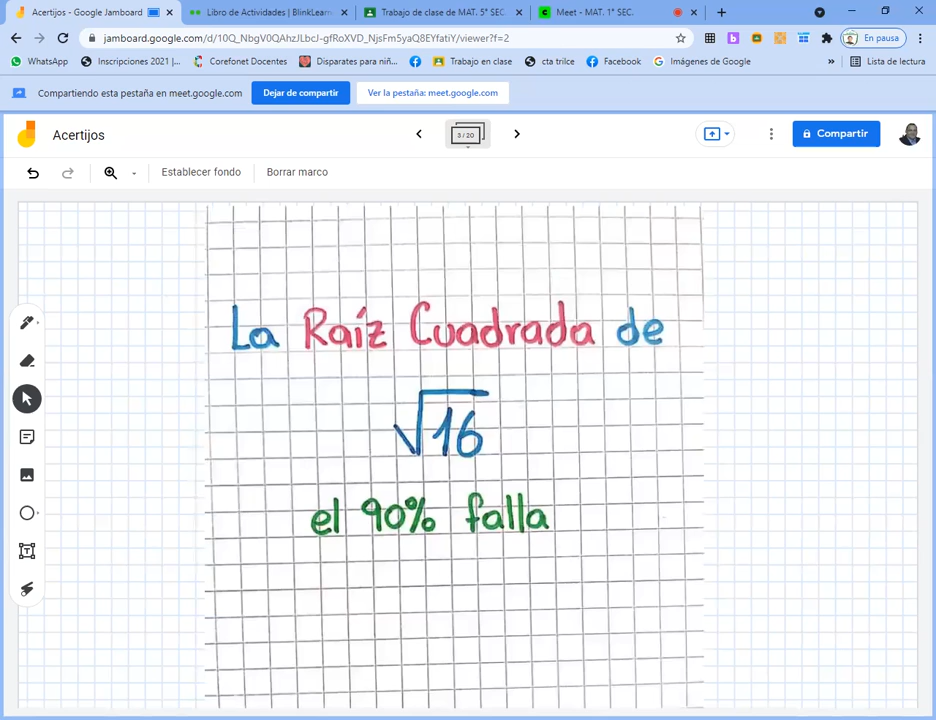 Acertijos - Google Jamboard
Libro de Actividades | BlinkLearn
Trabajo de clase de MAT. 5° SEC
Meet - MAT. 1° SEC.
jamboard.google.com/d/10Q_NbgV0QAhzJLbcJ-gfRoXVD_NjsFm5yaQ8EYfatiY/viewer?f=2
En pausa
WhatsApp
Inscripciones 2021 |...
Corefonet Docentes
Disparates para niñ...
Trabajo en clase
cta trilce
Facebook
Imágenes de Google
»
Lista de lectura
Compartiendo esta pestaña en meet.google.com
Dejar de compartir
Ver la pestaña: meet.google.com
Acertijos
3 / 20
Compartir
Establecer fondo
Borrar marco
La Raíz Cuadrada de
√16
el 90% falla